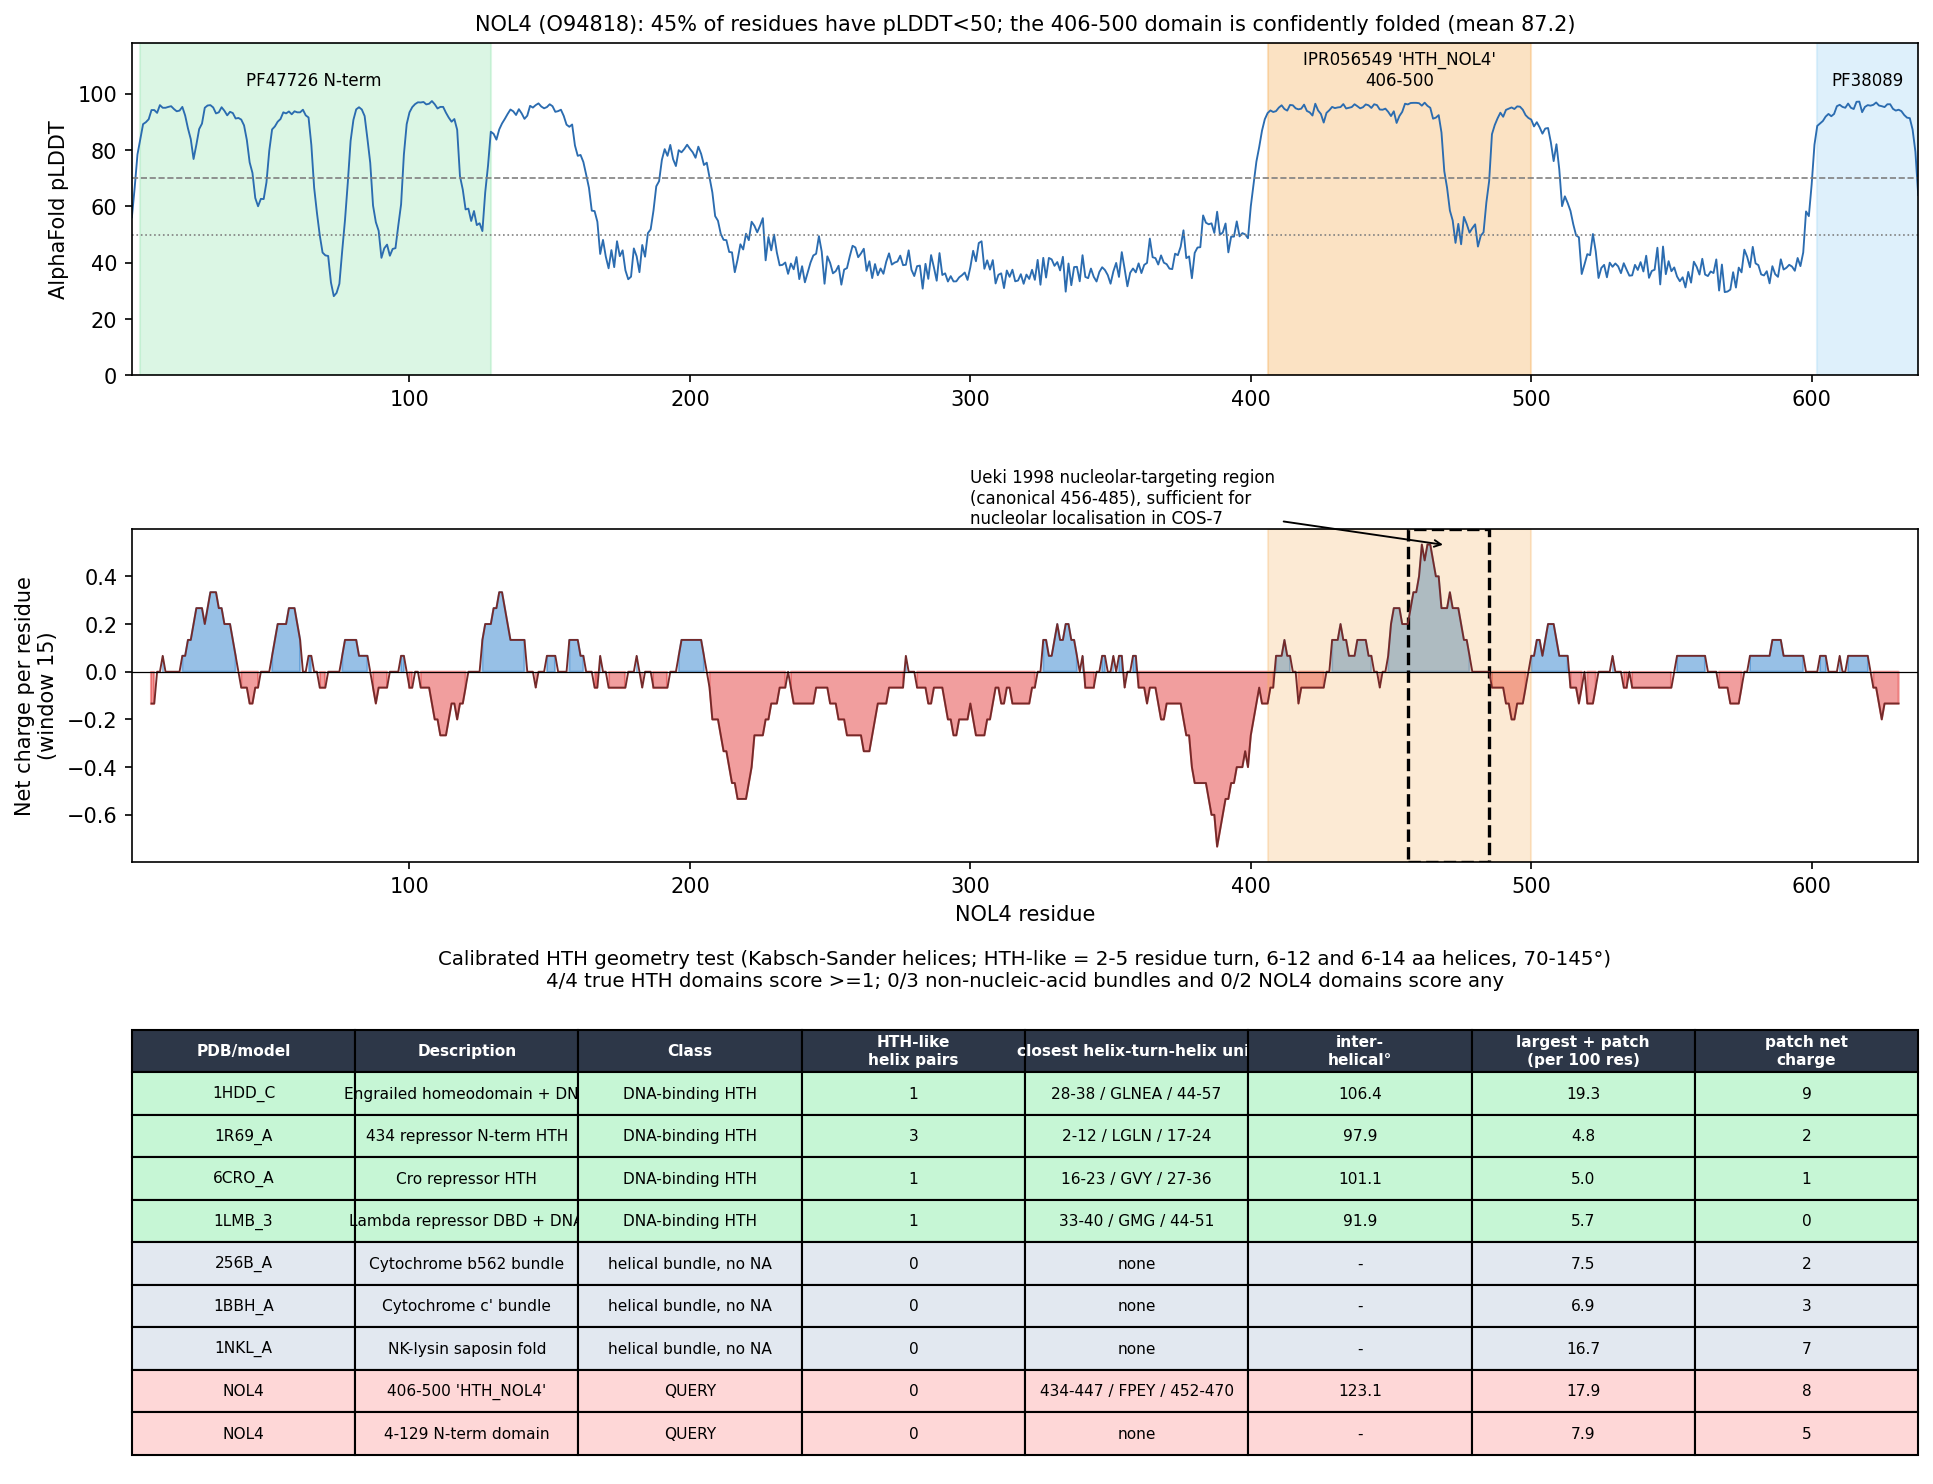 NOL4 (O94818): 45% of residues have pLDDT<50; the 406-500 domain is confidently folded (mean 87.2)
PF47726 N-term
IPR056549 'HTH_NOL4'
406-500
PF38089
AlphaFold pLDDT
100
80
60
40
20
0
100 200 300 400 500 600
Ueki 1998 nucleolar-targeting region
(canonical 456-485), sufficient for
nucleolar localisation in COS-7
Net charge per residue
(window 15)
0.4
0.2
0.0
−0.2
−0.4
−0.6
100 200 300 400 500 600
NOL4 residue
Calibrated HTH geometry test (Kabsch-Sander helices; HTH-like = 2-5 residue turn, 6-12 and 6-14 aa helices, 70-145°)
4/4 true HTH domains score >=1; 0/3 non-nucleic-acid bundles and 0/2 NOL4 domains score any
PDB/model Description Class HTH-like helix pairs closest helix-turn-helix uni inter- helical° largest + patch (per 100 res) patch net charge
1HDD_C Engrailed homeodomain + DN DNA-binding HTH 1 28-38 / GLNEA / 44-57 106.4 19.3 9
1R69_A 434 repressor N-term HTH DNA-binding HTH 3 2-12 / LGLN / 17-24 97.9 4.8 2
6CRO_A Cro repressor HTH DNA-binding HTH 1 16-23 / GVY / 27-36 101.1 5.0 1
1LMB_3 Lambda repressor DBD + DNA DNA-binding HTH 1 33-40 / GMG / 44-51 91.9 5.7 0
256B_A Cytochrome b562 bundle helical bundle, no NA 0 none - 7.5 2
1BBH_A Cytochrome c' bundle helical bundle, no NA 0 none - 6.9 3
1NKL_A NK-lysin saposin fold helical bundle, no NA 0 none - 16.7 7
NOL4 406-500 'HTH_NOL4' QUERY 0 434-447 / FPEY / 452-470 123.1 17.9 8
NOL4 4-129 N-term domain QUERY 0 none - 7.9 5